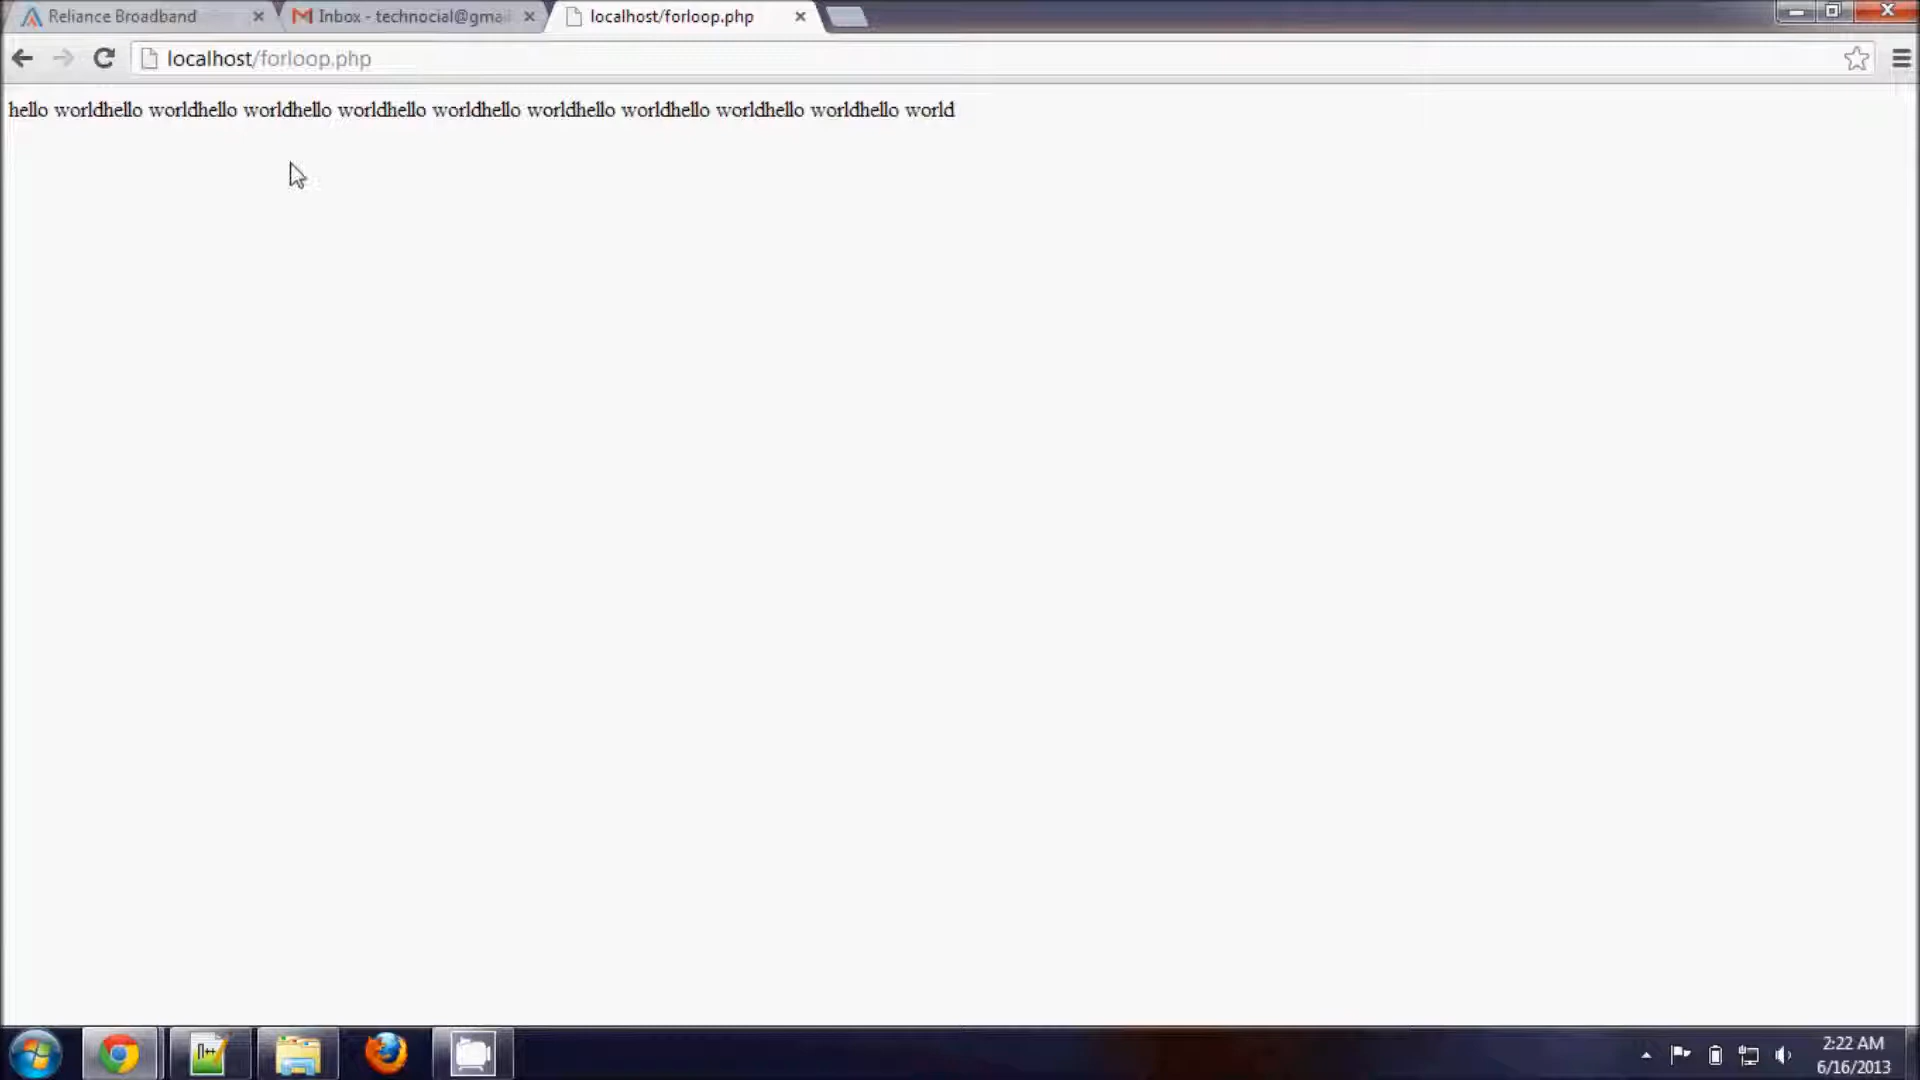 Reliance Broadband
Inbox - technocial@gmai
localhost/forloop.php
localhost/forloop.php
hello worldhello worldhello worldhello worldhello worldhello worldhello worldhello worldhello worldhello world
2:22 AM
6/16/2013